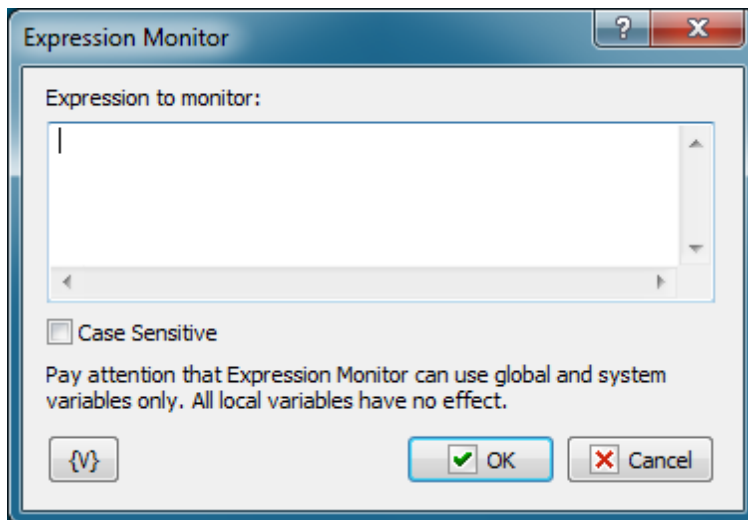 Expression Monitor
?
X
Expression to monitor:
Case Sensitive
Pay attention that Expression Monitor can use global and system
variables only. All local variables have no effect.
{V}
OK
Cancel